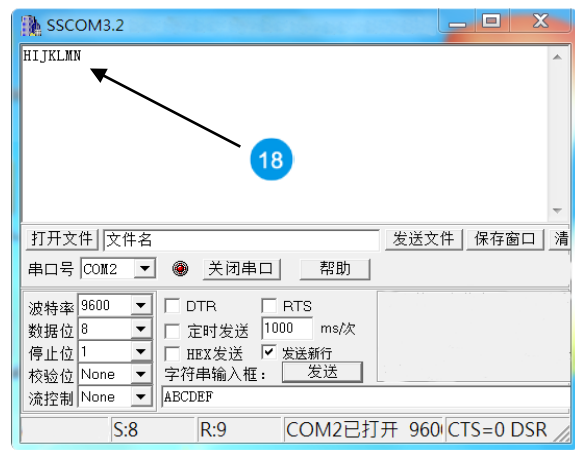 SSCOM3.2
HIJKLMN
18
打开文件 文件名 发送文件 保存窗口 清
串口号 COM2 关闭串口 帮助
波特率 9600 DTR RTS
数据位 8 定时发送 1000 ms/次
停止位 1 HEX发送 发送新行
校验位 None 字符串输入框： 发送
流控制 None ABCDEF
S:8 R:9 COM2已打开 960 CTS=0 DSR